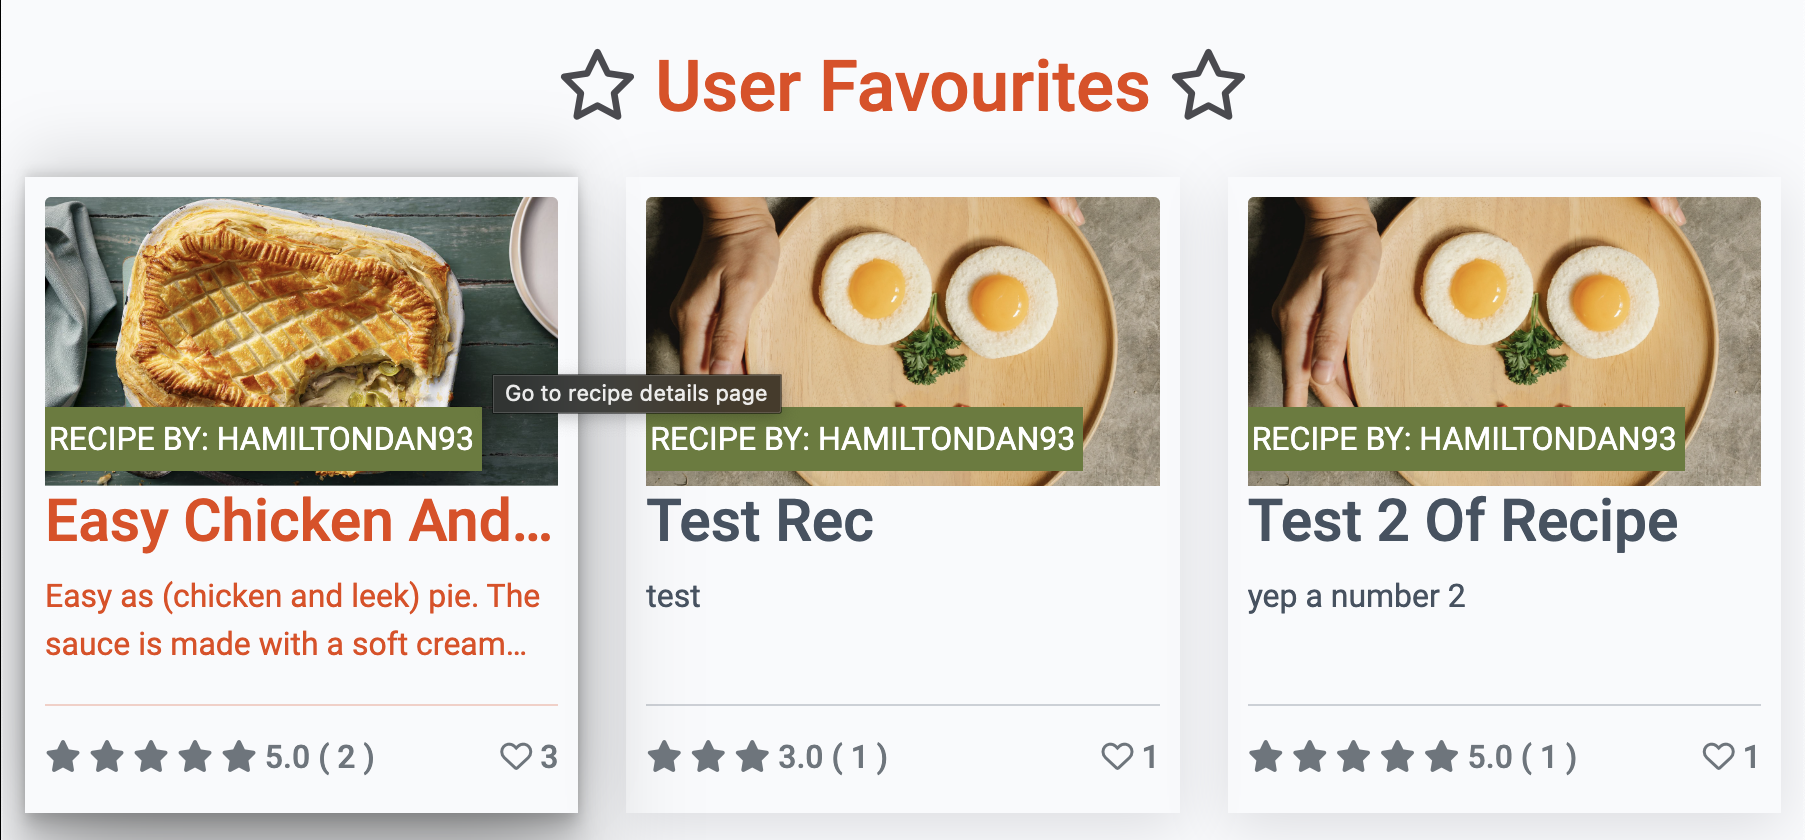 User Favourites
RECIPE BY: HAMILTONDAN93
Easy Chicken And...
Easy as (chicken and leek) pie. The
sauce is made with a soft cream...
5.0 ( 2 )
3
Go to recipe details page
RECIPE BY: HAMILTONDAN93
Test Rec
test
3.0 ( 1 )
1
RECIPE BY: HAMILTONDAN93
Test 2 Of Recipe
yep a number 2
5.0 ( 1 )
1